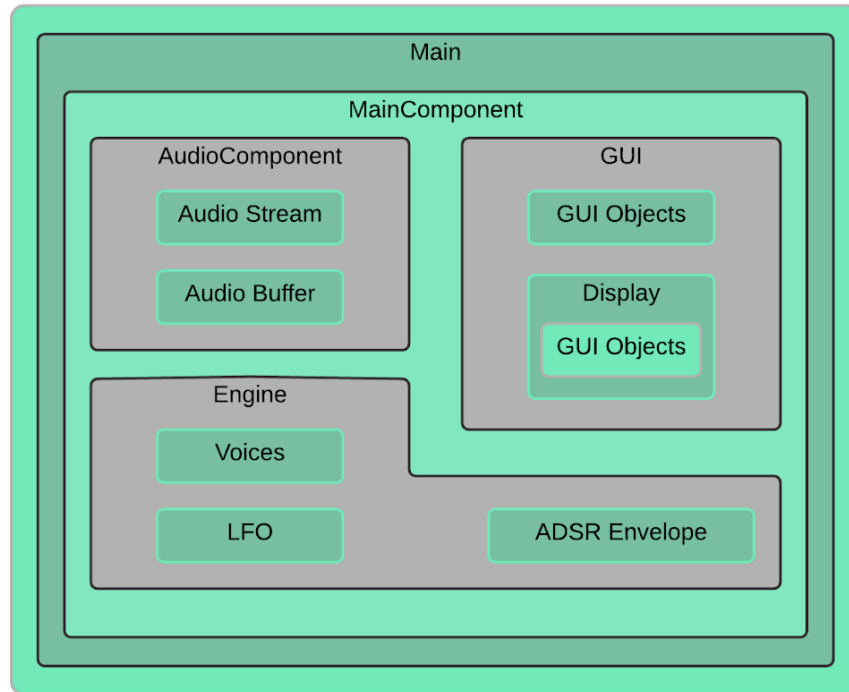 Main
MainComponent
AudioComponent
Audio Stream
Audio Buffer
GUI
GUI Objects
Display
GUI Objects
Engine
Voices
LFO
ADSR Envelope